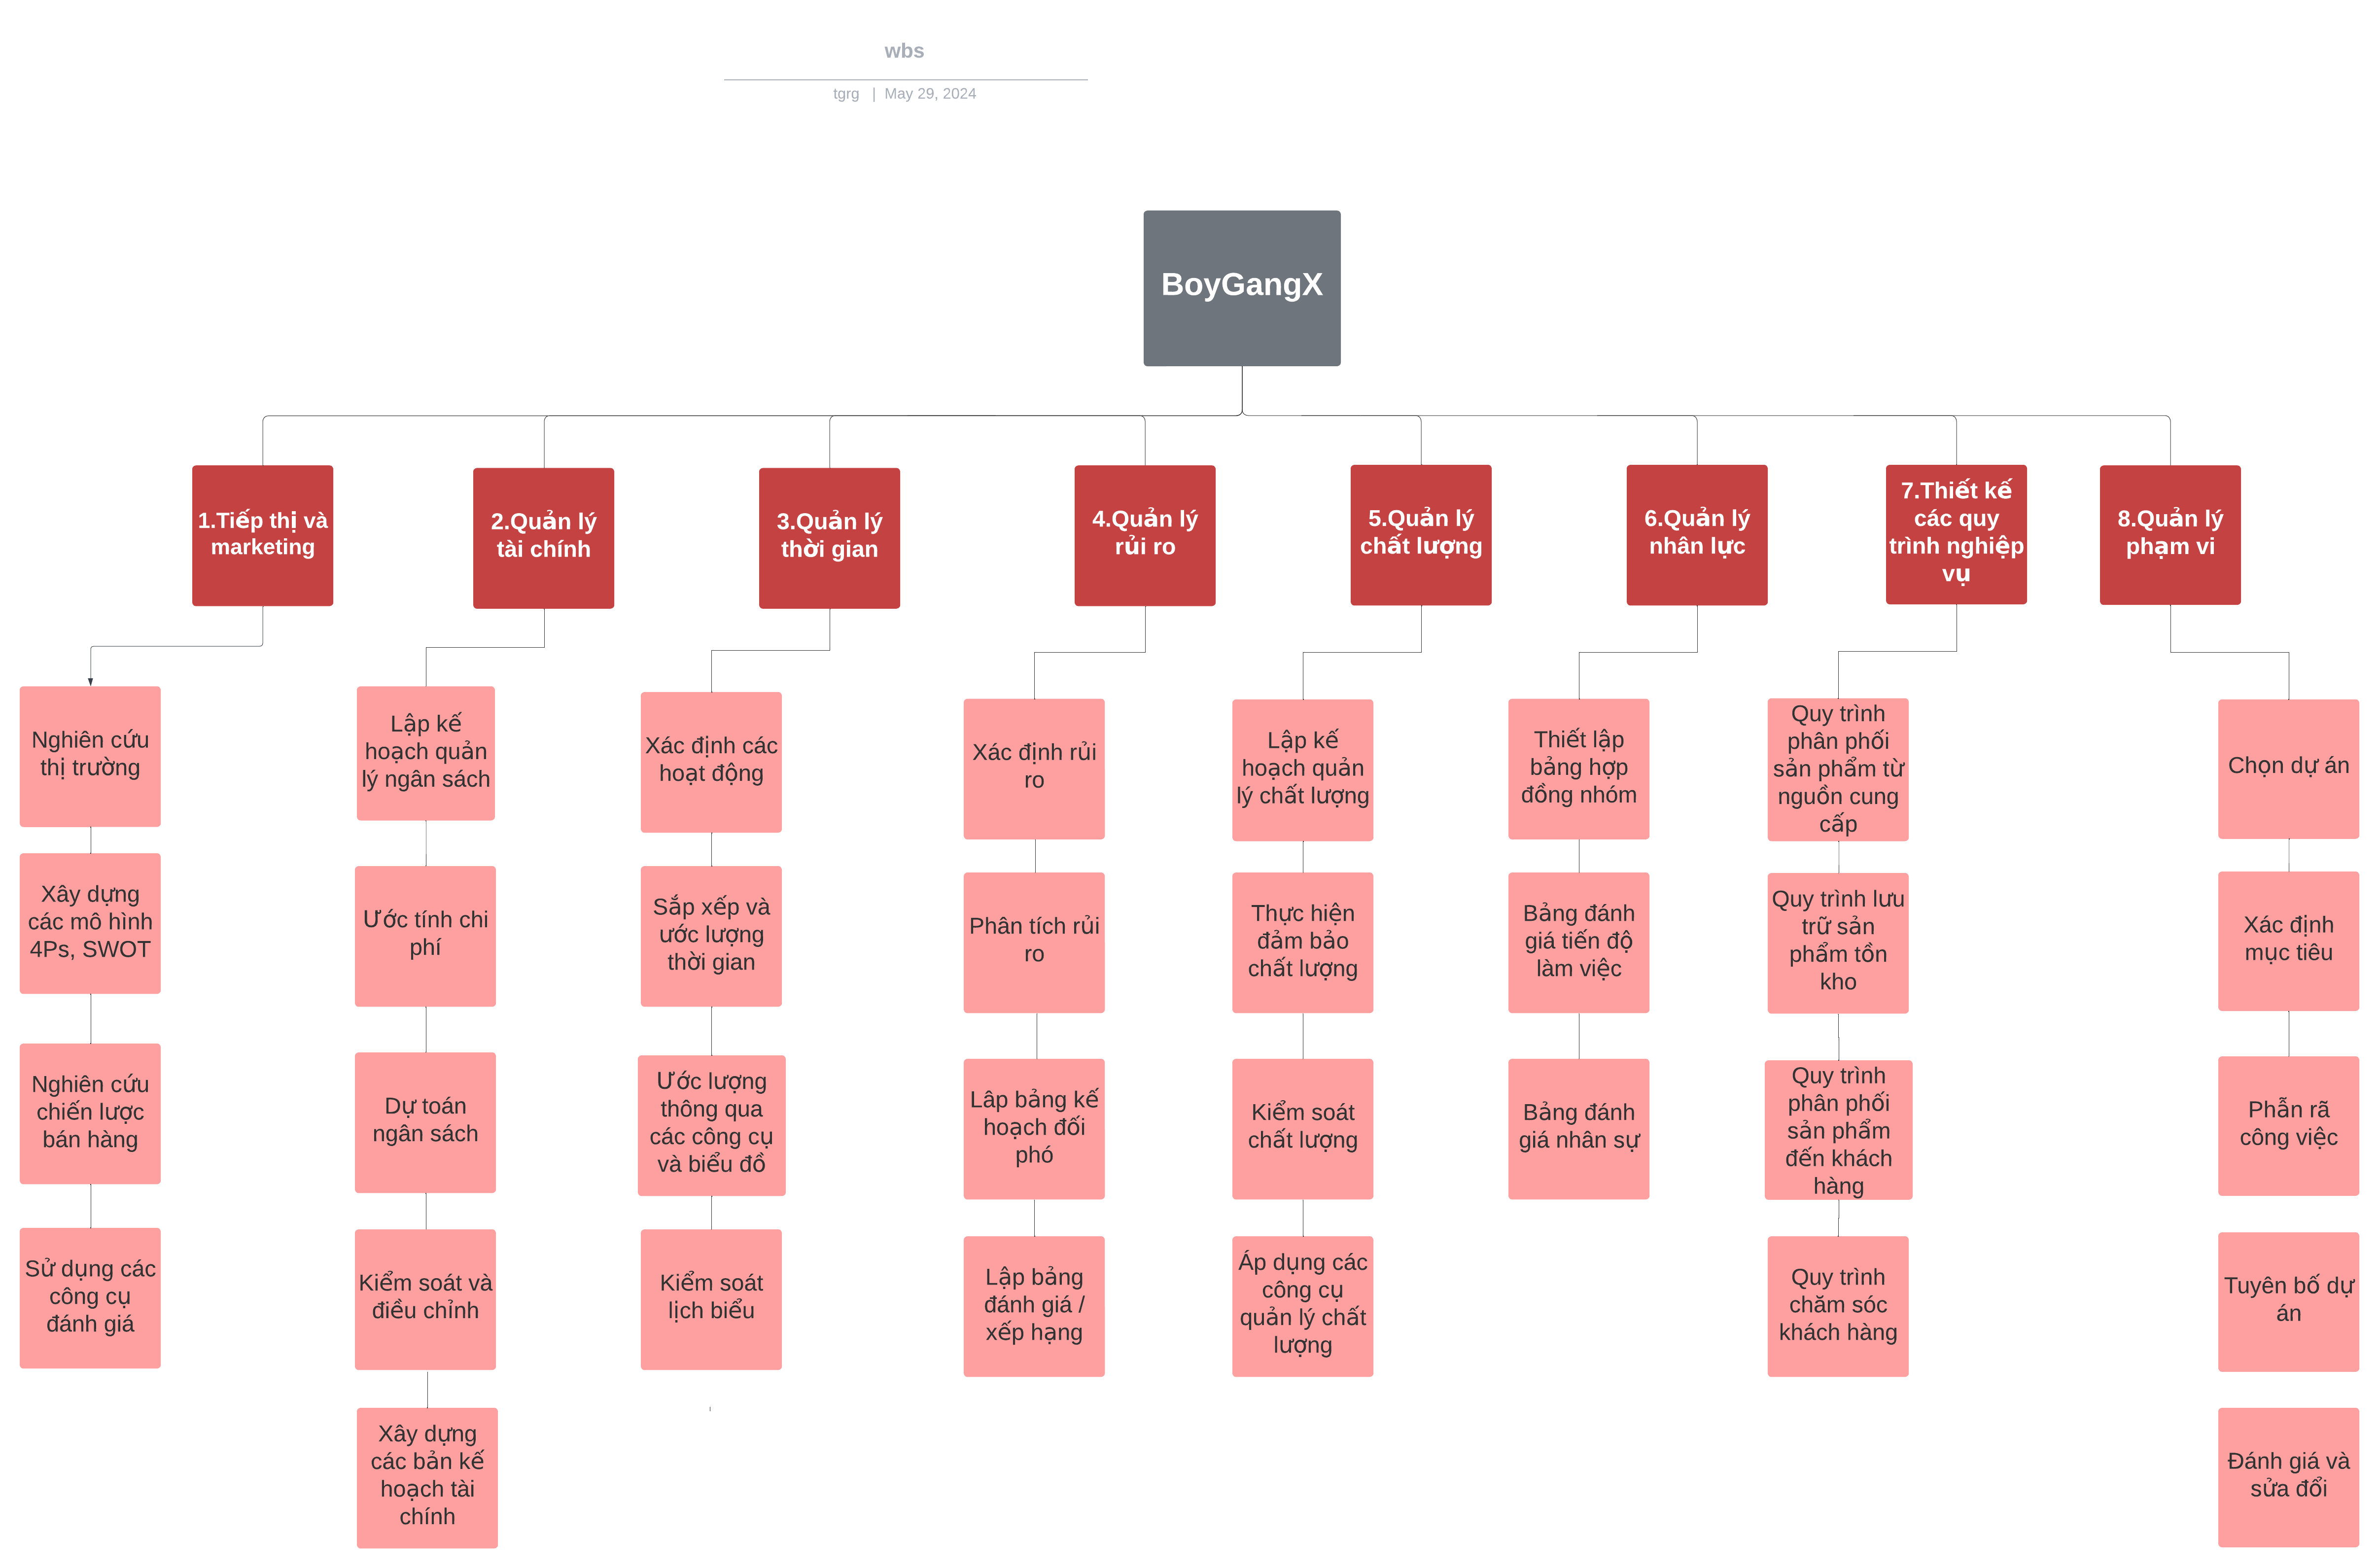 wbs
tgrg | May 29, 2024
BoyGangX
1.Tiếp thị và
marketing
2.Quản lý
tài chính
3.Quản lý
thời gian
4.Quản lý
rủi ro
5.Quản lý
chất lượng
6.Quản lý
nhân lực
7.Thiết kế
các quy
trình nghiệp
vụ
8.Quản lý
phạm vi
Nghiên cứu
thị trường
Xây dựng
các mô hình
4Ps, SWOT
Nghiên cứu
chiến lược
bán hàng
Sử dụng các
công cụ
đánh giá
Lập kế
hoạch quản
lý ngân sách
Ước tính chi
phí
Dự toán
ngân sách
Kiểm soát và
điều chỉnh
Xây dựng
các bản kế
hoạch tài
chính
Xác định các
hoạt động
Sắp xếp và
ước lượng
thời gian
Ước lượng
thông qua
các công cụ
và biểu đồ
Kiểm soát
lịch biểu
Xác định rủi
ro
Phân tích rủi
ro
Lâp bảng kế
hoạch đối
phó
Lập bảng
đánh giá /
xếp hạng
Lập kế
hoạch quản
lý chất lượng
Thực hiện
đảm bảo
chất lượng
Kiểm soát
chất lượng
Áp dụng các
công cụ
quản lý chất
lượng
Thiết lập
bảng hợp
đồng nhóm
Bảng đánh
giá tiến độ
làm việc
Bảng đánh
giá nhân sự
Quy trình
phân phối
sản phẩm từ
nguồn cung
cấp
Quy trình lưu
trữ sản
phẩm tồn
kho
Quy trình
phân phối
sản phẩm
đến khách
hàng
Quy trình
chăm sóc
khách hàng
Chọn dự án
Xác định
mục tiêu
Phẫn rã
công việc
Tuyên bố dự
án
Đánh giá và
sửa đổi